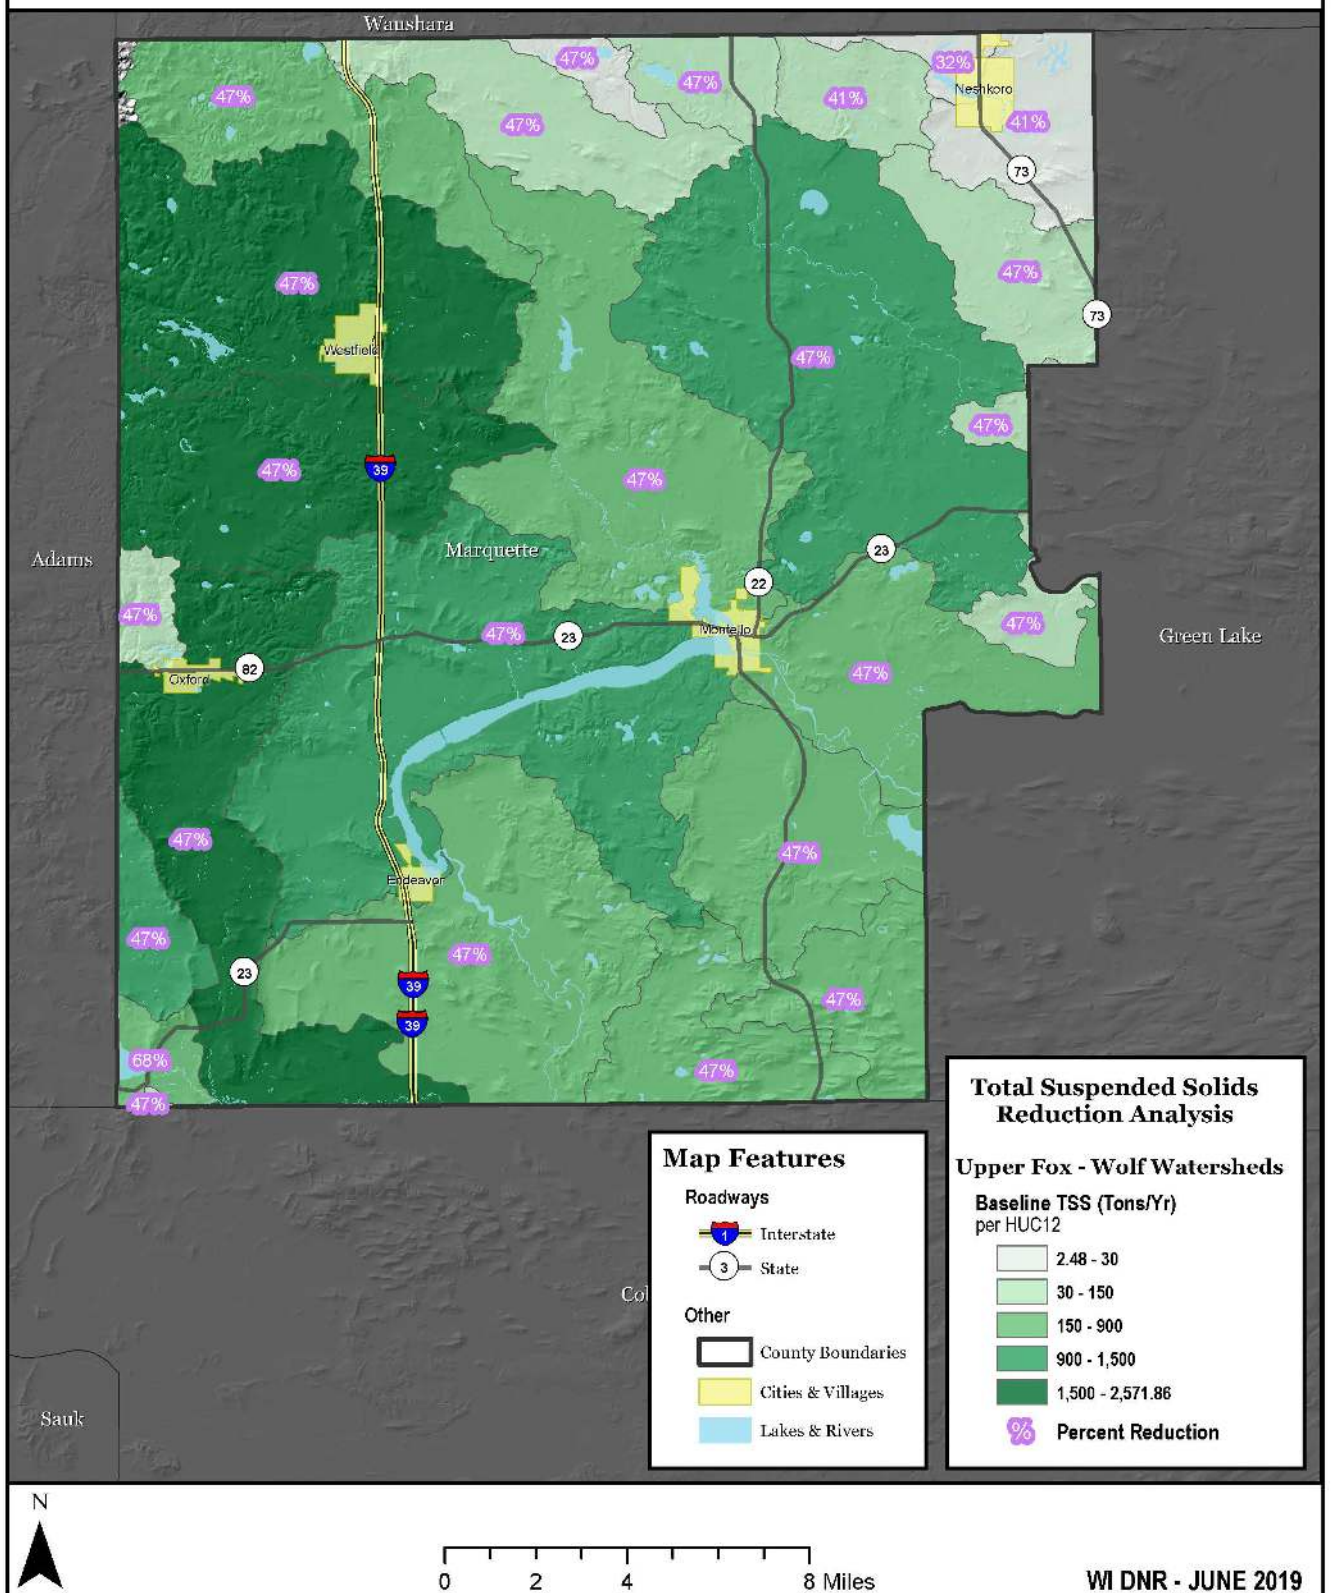 Waushara
47%
47%
47%
32%
47%
41%
Neshkoro
47%
41%
73
47%
47%
73
Westfield
47%
47%
47%
47%
39
Marquette
23
Adams
22
47%
47%
Montello
47%
23
47%
Green Lake
82
Oxford
47%
47%
47%
Endeavor
47%
47%
23
39
47%
39
68%
47%
47%
Total Suspended Solids
Reduction Analysis
Upper Fox - Wolf Watersheds
Baseline TSS (Tons/Yr)
per HUC12
2.48 - 30
30 - 150
150 - 900
900 - 1,500
1,500 - 2,571.86
% Percent Reduction
Map Features
Roadways
1 Interstate
3 State
Other
County Boundaries
Cities & Villages
Lakes & Rivers
Sauk
N
0 2 4 8 Miles
WI DNR - JUNE 2019